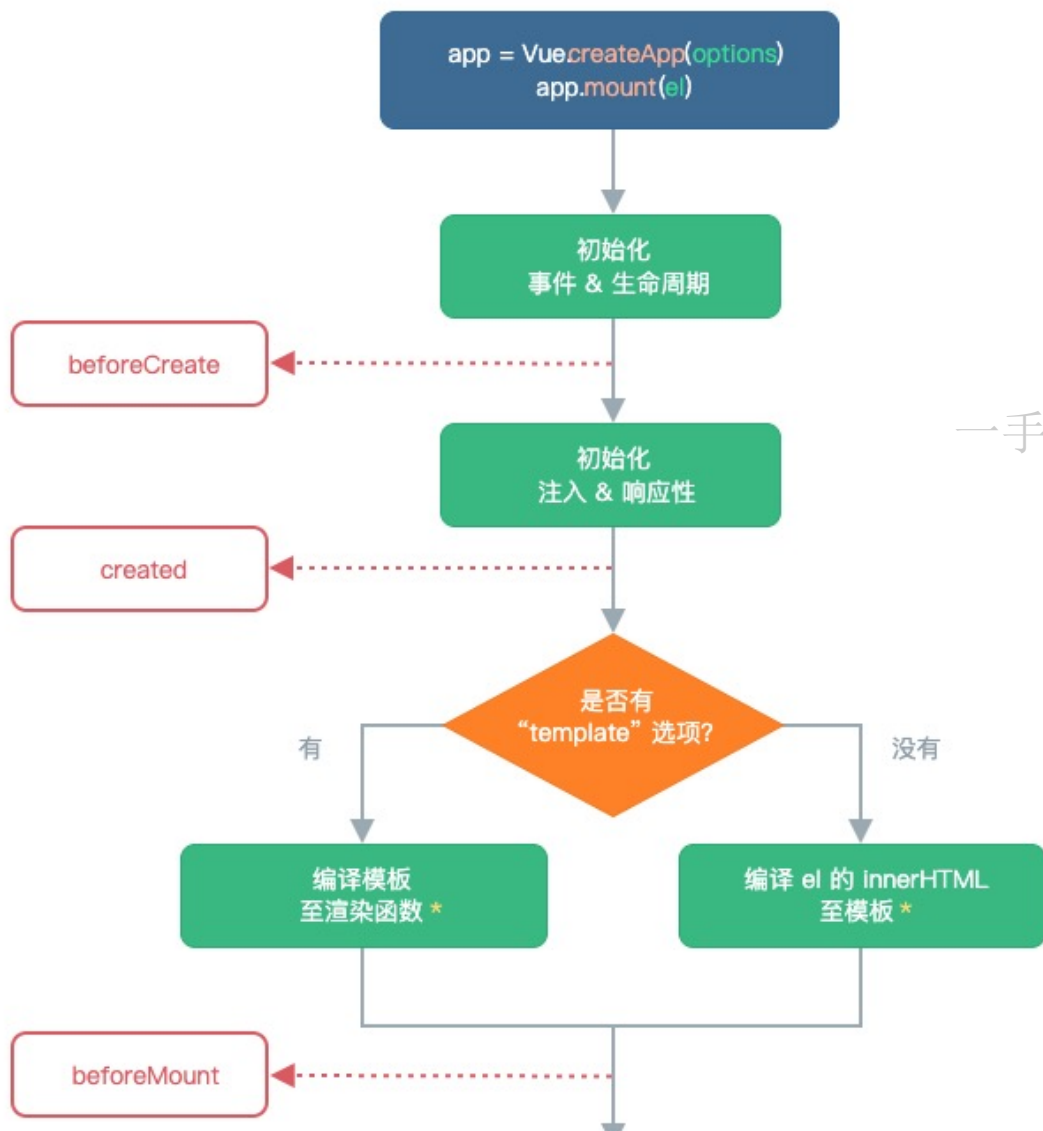 app = Vue.createApp(options)
app.mount(el)
初始化
事件 & 生命周期
beforeCreate
一手
初始化
注入 & 响应性
created
是否有
“template” 选项?
有
没有
编译模板
至渲染函数 *
编译 el 的 innerHTML
至模板 *
beforeMount